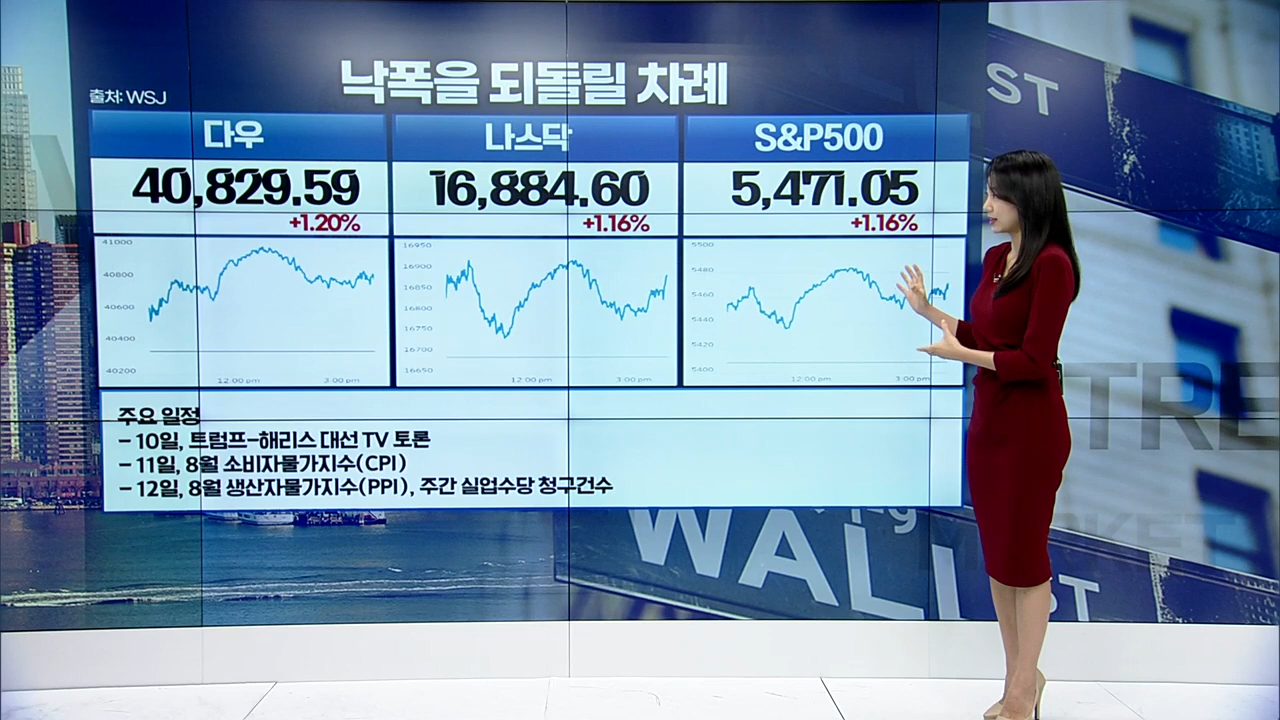 낙폭을 되돌릴 차례
출처: WSJ
다우
40,829.59
+1.20%
41000
40800
40600
40400
40200
12:00 pm
3:00 pm
나스닥
16,884.60
+1.16%
16950
16900
16850
16800
16750
16700
16650
12:00 pm
3:00 pm
S&P500
5,471.05
+1.16%
5500
5480
5460
5440
5420
5400
12:00 pm
3:00 pm
주요 일정
- 10일, 트럼프-해리스 대선 TV 토론
- 11일, 8월 소비자물가지수(CPI)
- 12일, 8월 생산자물가지수(PPI), 주간 실업수당 청구건수
ST
TRE
WALL
ST